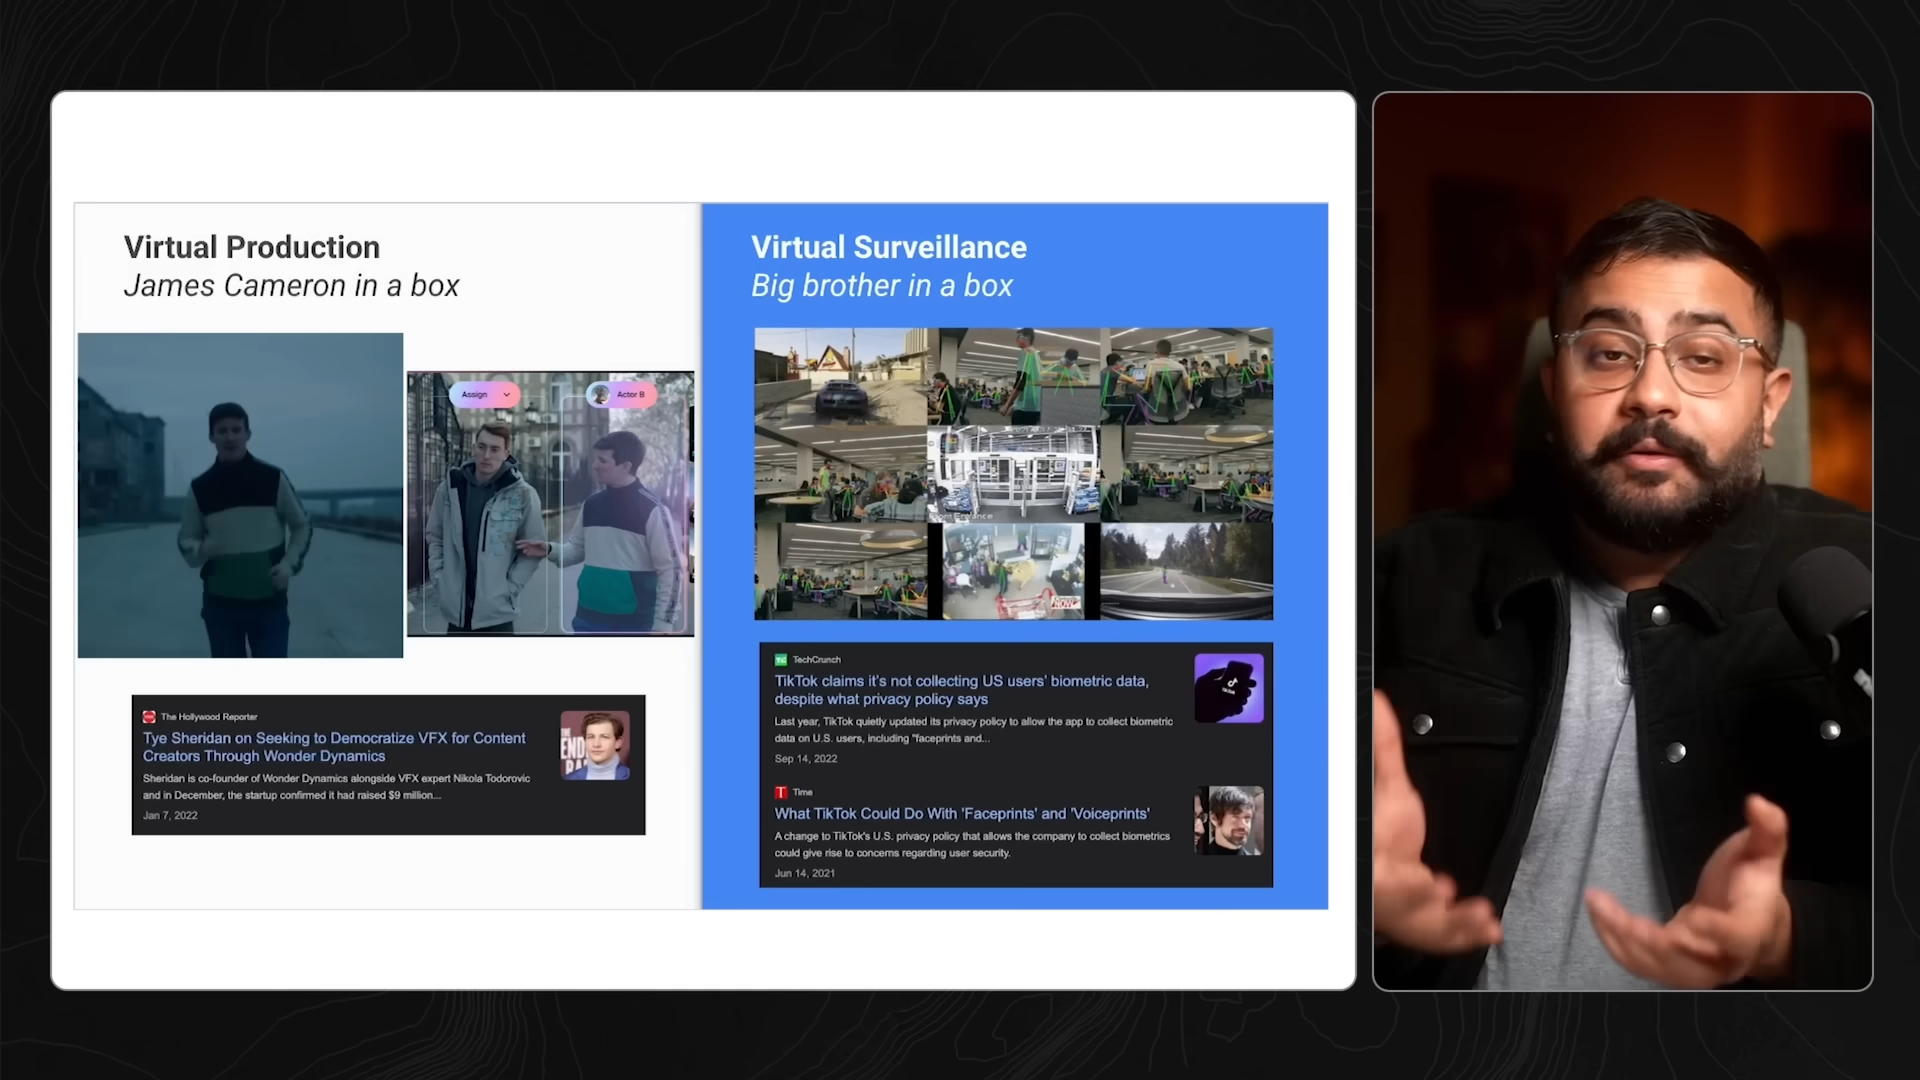 Virtual Production
James Cameron in a box
Assign
Actor B
The Hollywood Reporter
Tye Sheridan on Seeking to Democratize VFX for Content
Creators Through Wonder Dynamics
Sheridan is co-founder of Wonder Dynamics alongside VFX expert Nikola Todorovic
and in December, the startup confirmed it had raised $9 million...
Jan 7, 2022
Virtual Surveillance
Big brother in a box
Front Entrance
NOW
TechCrunch
TikTok claims it's not collecting US users' biometric data,
despite what privacy policy says
Last year, TikTok quietly updated its privacy policy to allow the app to collect biometric
data on U.S. users, including "faceprints and...
Sep 14, 2022
Time
What TikTok Could Do With 'Faceprints' and 'Voiceprints'
A change to TikTok's U.S. privacy policy that allows the company to collect biometrics
could give rise to concerns regarding user security.
Jun 14, 2021